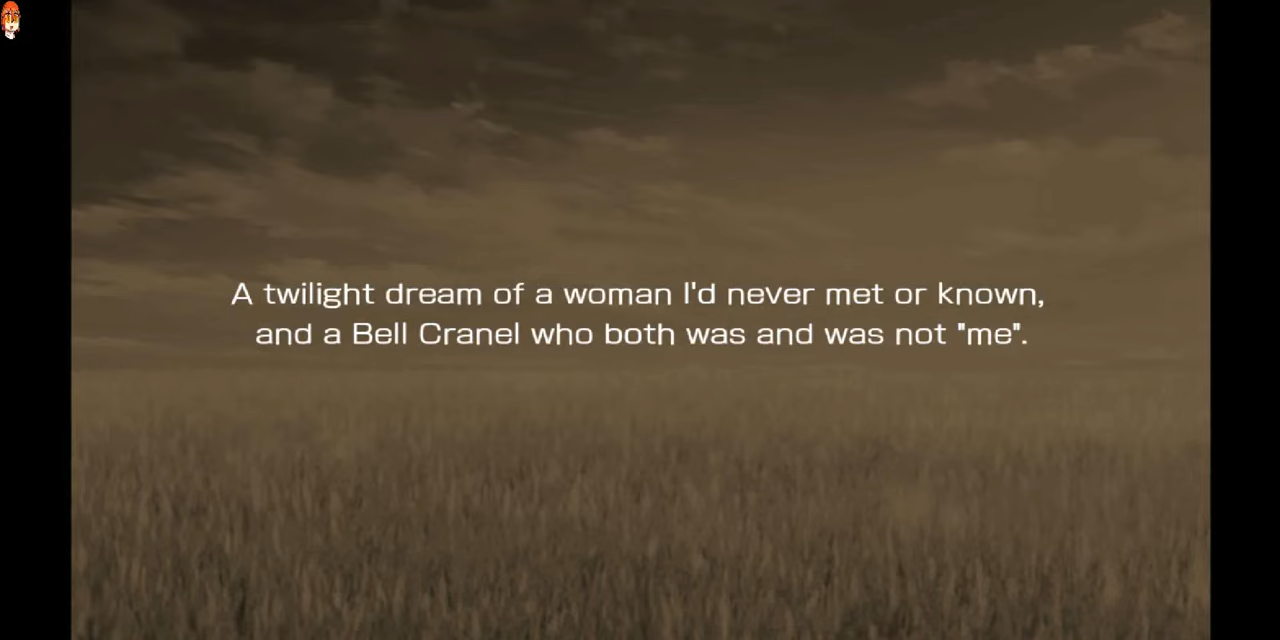 A twilight dream of a woman I'd never met or known,
and a Bell Cranel who both was and was not "me".